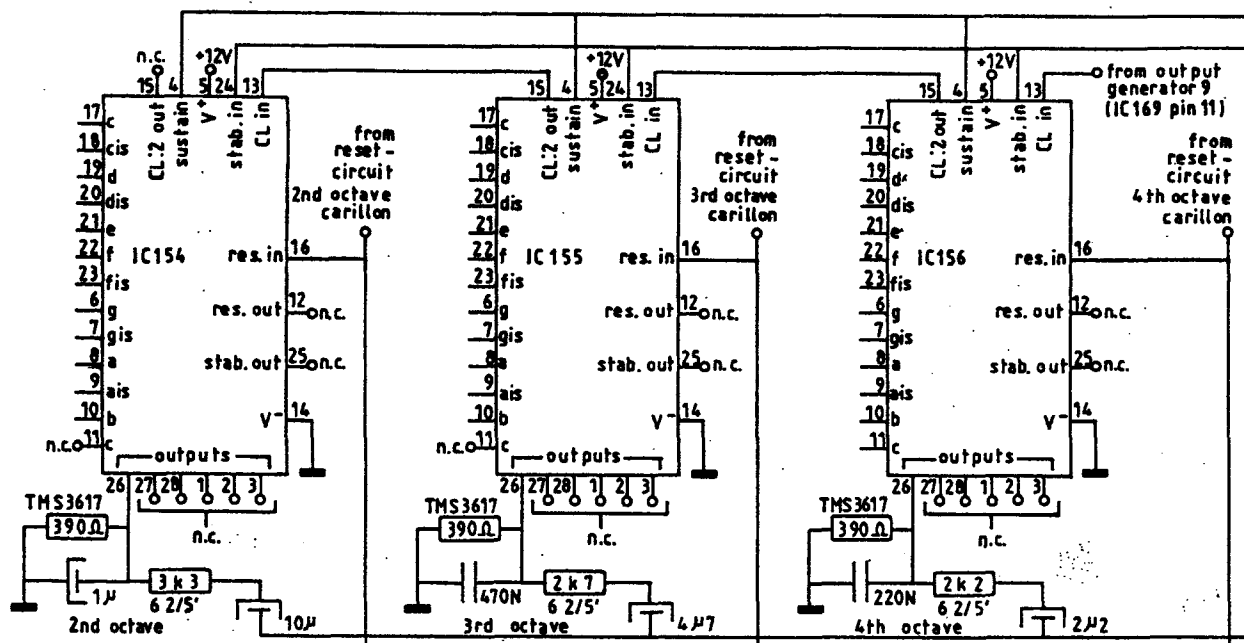 n.c.
15
4
+12V
5
24
13
CL:2 out
sustain
V+
stab.in
CL in
17 c
18 cis
19 d
20 dis
21 e
22 f
23 fis
6 g
7 gis
8 a
9 ais
10 b
n.c. 11 c
IC154
res.in 16
res.out 12 n.c.
stab.out 25 n.c.
V- 14
outputs
26 27 28 1 2 3
n.c.
TMS3617
390Ω
1µ
3k3
6 2/5'
10µ
2nd octave
from
reset-
circuit
2nd octave
carillon
15
4
+12V
5
24
13
CL:2 out
sustain
V+
stab.in
CL in
17 c
18 cis
19 d
20 dis
21 e
22 f
23 fis
6 g
7 gis
8 a
9 ais
10 b
n.c. 11 c
IC155
res.in 16
res.out 12 n.c.
stab.out 25 n.c.
V- 14
outputs
26 27 28 1 2 3
n.c.
TMS3617
390Ω
470N
2k7
6 2/5'
4µ7
3rd octave
from
reset-
circuit
3rd octave
carillon
15
4
+12V
5
13
CL:2 out
sustain
V+
stab.in
CL in
from output
generator 9
(IC169 pin 11)
17 c
18 cis
19 d
20 dis
21 e
22 f
23 fis
6 g
7 gis
8 a
9 ais
10 b
11 c
IC156
res.in 16
res.out 12 n.c.
stab.out 25 n.c.
V- 14
outputs
26 27 28 1 2 3
n.c.
TMS3617
390Ω
220N
2k2
6 2/5'
2µ2
4th octave
from
reset-
circuit
4th octave
carillon